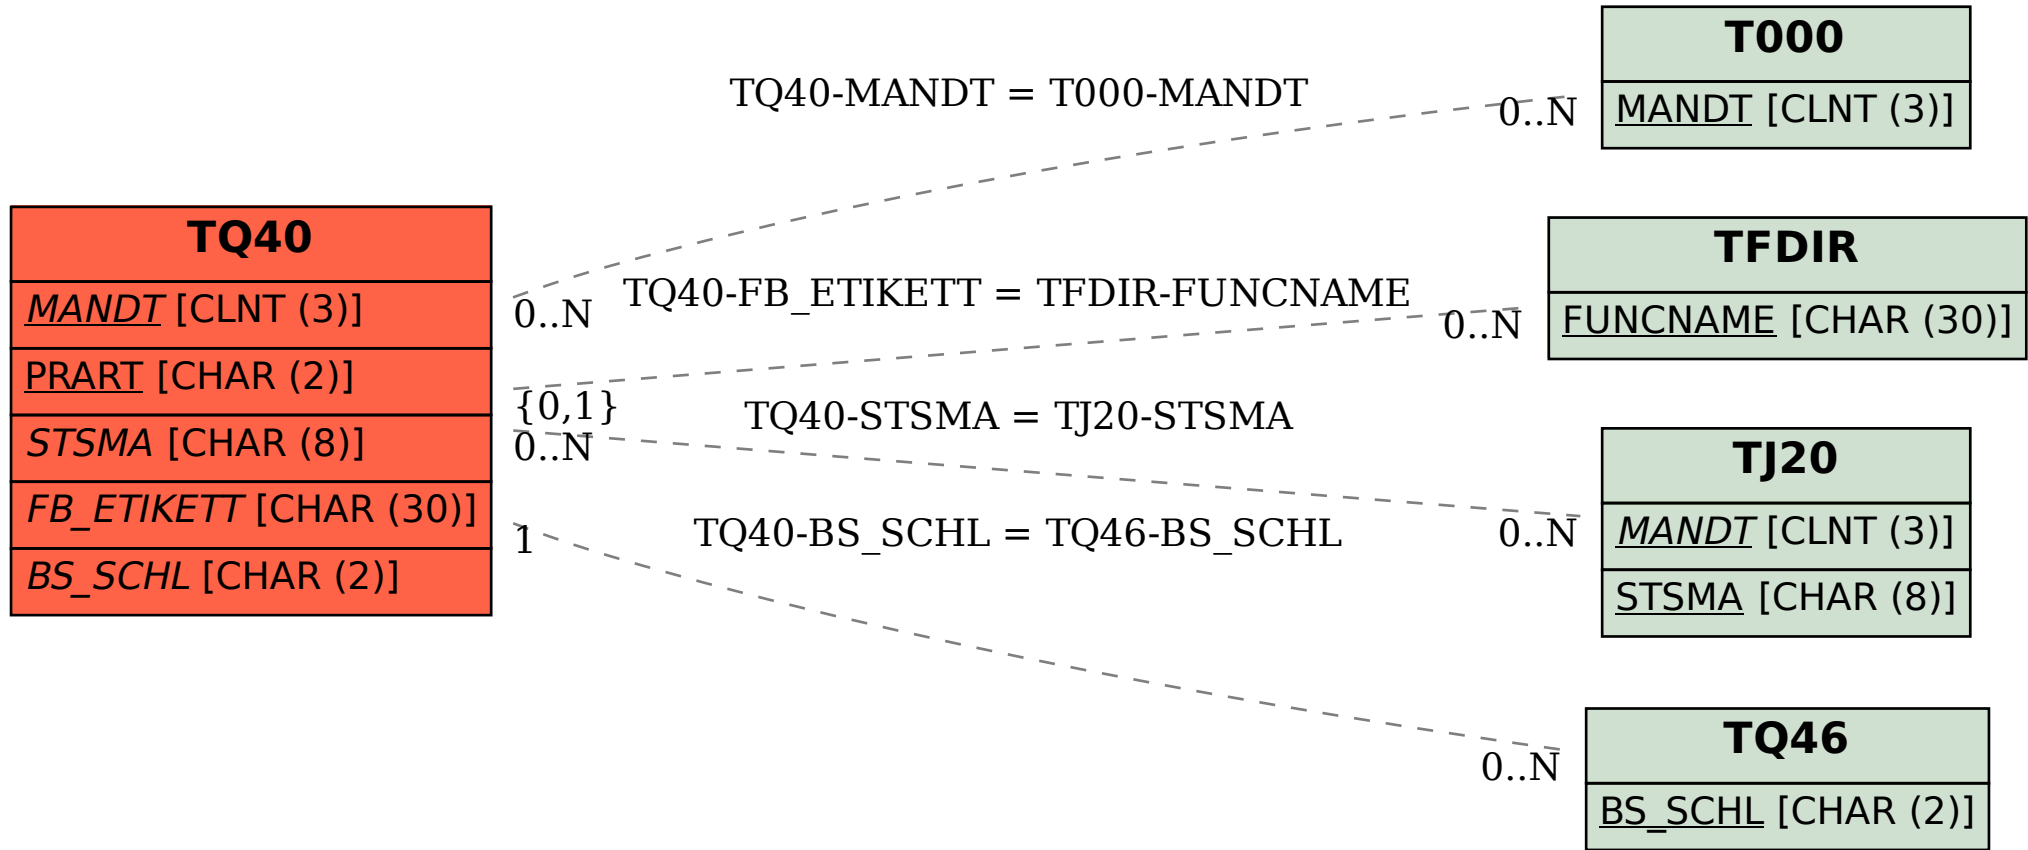 TQ40
MANDT [CLNT (3)]
PRART [CHAR (2)]
STSMA [CHAR (8)]
FB_ETIKETT [CHAR (30)]
BS_SCHL [CHAR (2)]
TQ40-MANDT = T000-MANDT
0..N
0..N
TQ40-FB_ETIKETT = TFDIR-FUNCNAME
{0,1}
0..N
TQ40-STSMA = TJ20-STSMA
0..N
0..N
TQ40-BS_SCHL = TQ46-BS_SCHL
1
0..N
T000
MANDT [CLNT (3)]
TFDIR
FUNCNAME [CHAR (30)]
TJ20
MANDT [CLNT (3)]
STSMA [CHAR (8)]
TQ46
BS_SCHL [CHAR (2)]